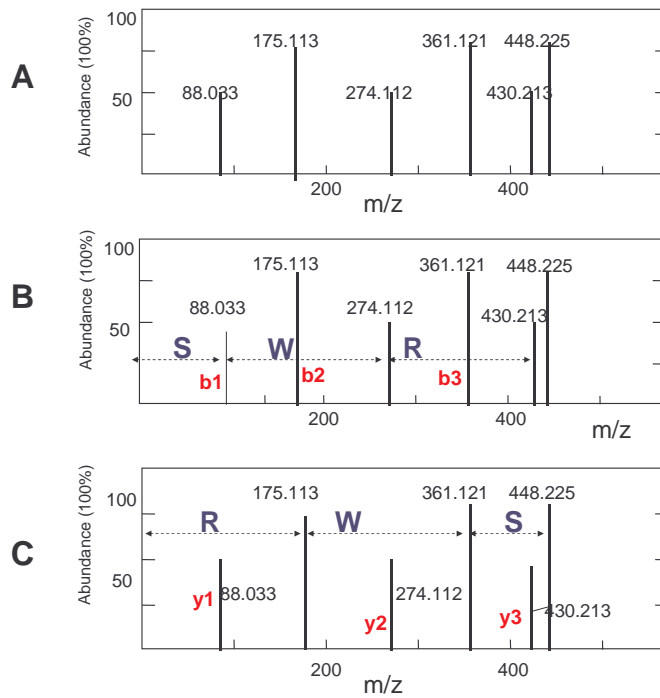 A
Abundance (100%)
100
50
175.113
361.121
448.225
88.033
274.112
430.213
200
400
m/z
B
Abundance (100%)
100
50
175.113
361.121
448.225
88.033
274.112
430.213
S
W
R
b1
b2
b3
200
400
m/z
C
Abundance (100%)
100
50
175.113
361.121
448.225
R
W
S
y1
88.033
y2
274.112
y3
430.213
200
400
m/z